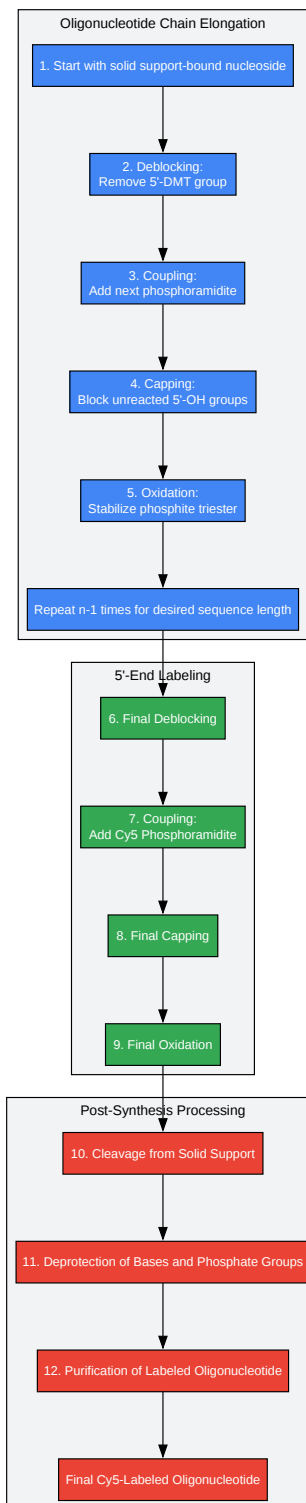 Oligonucleotide Chain Elongation
1. Start with solid support-bound nucleoside
2. Deblocking:
Remove 5'-DMT group
3. Coupling:
Add next phosphoramidite
4. Capping:
Block unreacted 5'-OH groups
5. Oxidation:
Stabilize phosphite triester
Repeat n-1 times for desired sequence length
5'-End Labeling
6. Final Deblocking
7. Coupling:
Add Cy5 Phosphoramidite
8. Final Capping
9. Final Oxidation
Post-Synthesis Processing
10. Cleavage from Solid Support
11. Deprotection of Bases and Phosphate Groups
12. Purification of Labeled Oligonucleotide
Final Cy5-Labeled Oligonucleotide